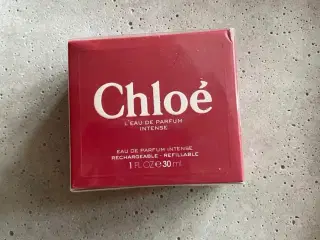 Chloé
L'EAU DE PARFUM
INTENSE
EAU DE PARFUM INTENSE
RECHARGEABLE - REFILLABLE
1 FL.OZ℮30 ml